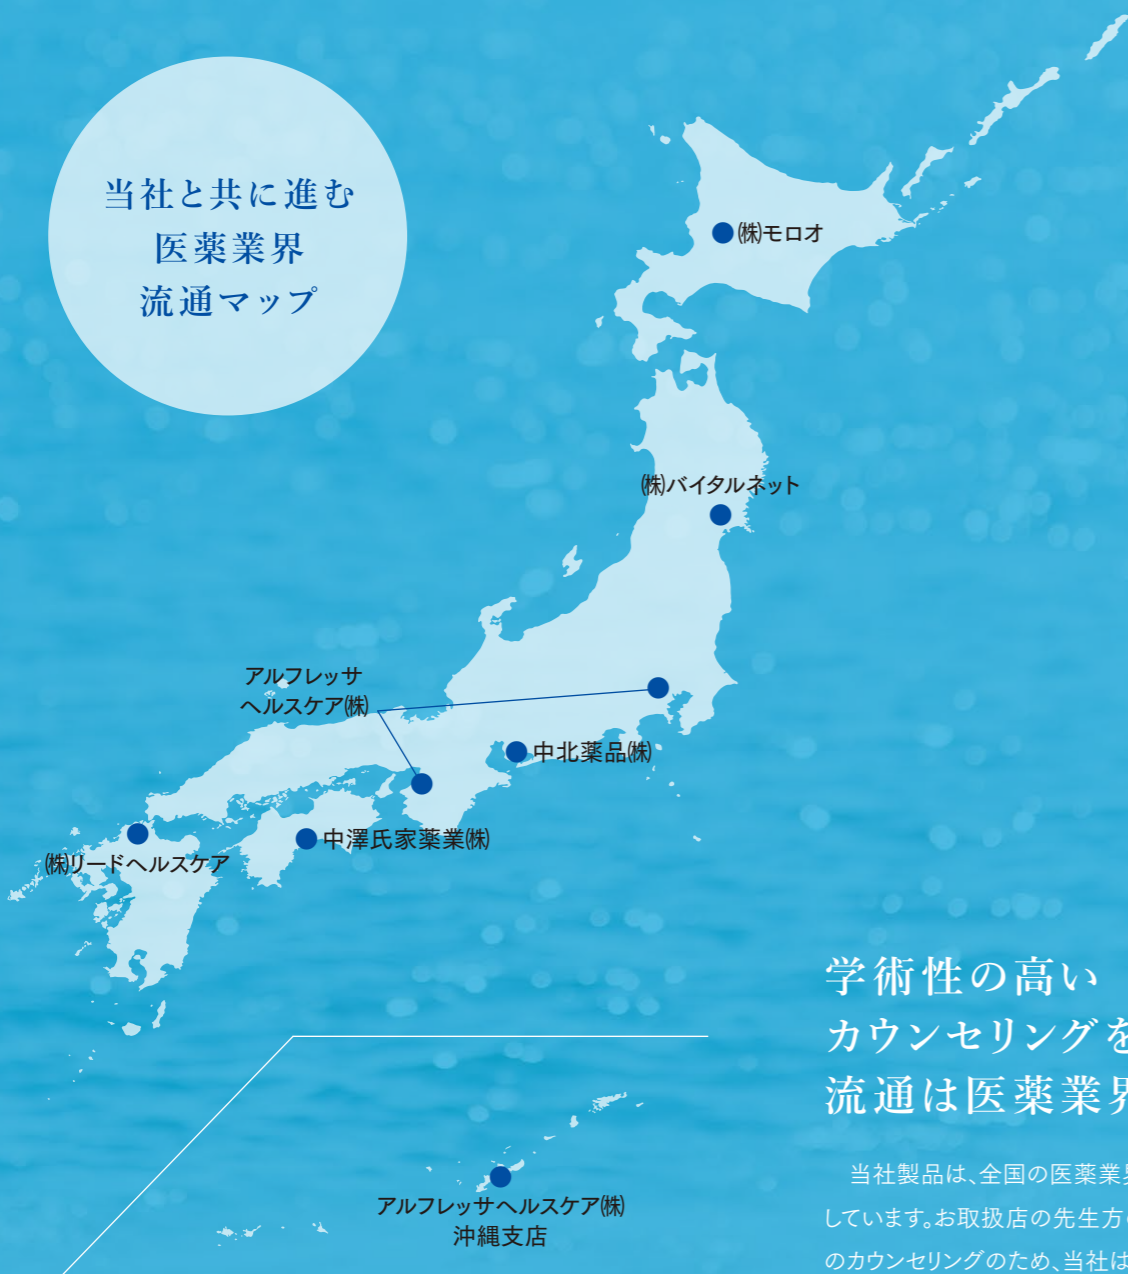 当社と共に進む
医薬業界
流通マップ
㈱モロオ
㈱バイタルネット
アルフレッサ
ヘルスケア㈱
中北薬品㈱
中澤氏家薬業㈱
㈱リードヘルスケア
アルフレッサヘルスケア㈱
沖縄支店
学術性の高い
カウンセリングを
流通は医薬業界
当社製品は、全国の医薬業界
しています。お取扱店の先生方の
のカウンセリングのため、当社は